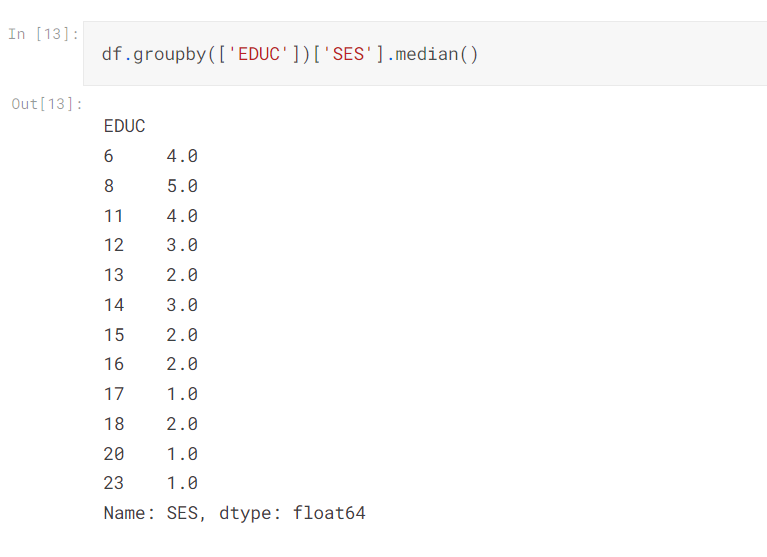 In [13]:
df.groupby(['EDUC'])['SES'].median()
Out[13]:
EDUC
6     4.0
8     5.0
11    4.0
12    3.0
13    2.0
14    3.0
15    2.0
16    2.0
17    1.0
18    2.0
20    1.0
23    1.0
Name: SES, dtype: float64